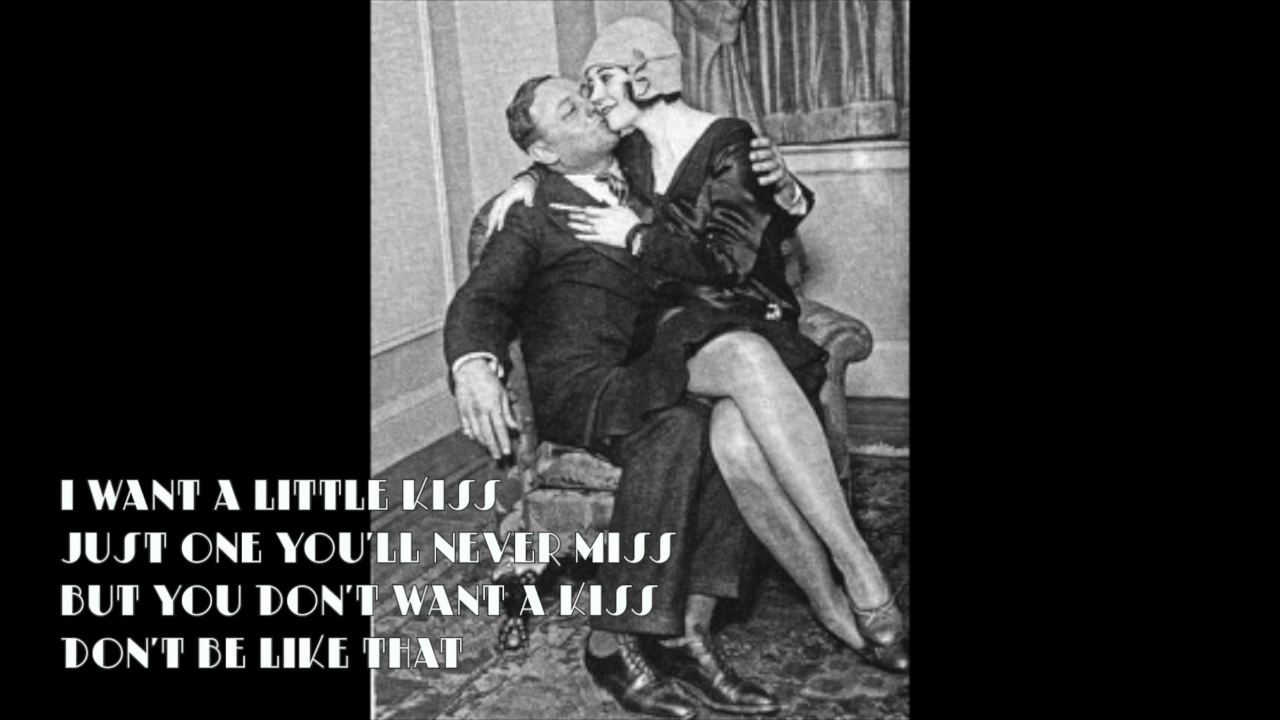 I WANT A LITTLE KISS
JUST ONE YOU'LL NEVER MISS
BUT YOU DON'T WANT A KISS
DON'T BE LIKE THAT